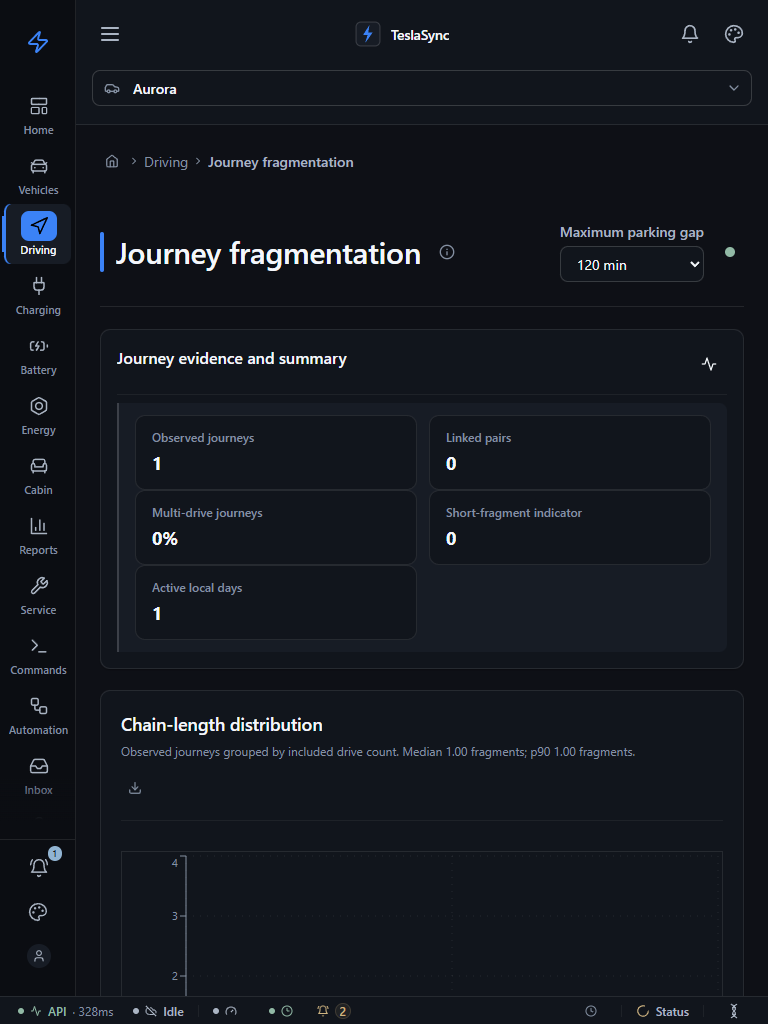 TeslaSync
Aurora
Home
Vehicles
Driving
Charging
Battery
Energy
Cabin
Reports
Service
Commands
Automation
Inbox
1
Driving
Journey fragmentation
Journey fragmentation
Maximum parking gap
120 min
Journey evidence and summary
Observed journeys
1
Linked pairs
0
Multi-drive journeys
0%
Short-fragment indicator
0
Active local days
1
Chain-length distribution
Observed journeys grouped by included drive count. Median 1.00 fragments; p90 1.00 fragments.
4
3
2
API · 328ms
Idle
2
Status